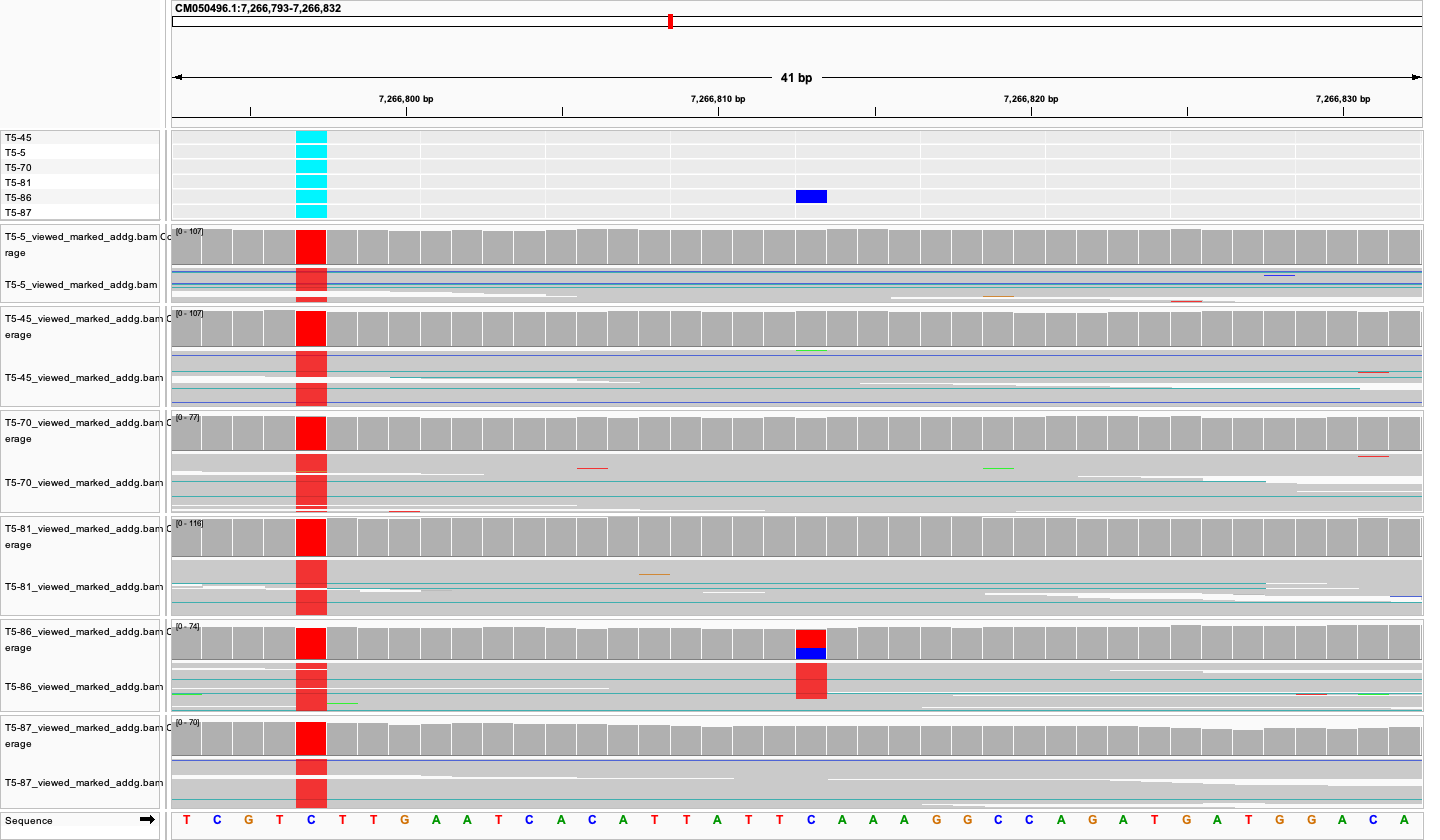 CM050496.1:7,266,793-7,266,832
41 bp
7,266,800 bp 7,266,810 bp 7,266,820 bp 7,266,830 bp
T5-45
T5-5
T5-70
T5-81
T5-86
T5-87
T5-5_viewed_marked_addg.bam Co
rage
[0 - 107]
T5-5_viewed_marked_addg.bam
T5-45_viewed_marked_addg.bam C
erage
[0 - 107]
T5-45_viewed_marked_addg.bam
T5-70_viewed_marked_addg.bam C
erage
[0 - 77]
T5-70_viewed_marked_addg.bam
T5-81_viewed_marked_addg.bam C
erage
[0 - 116]
T5-81_viewed_marked_addg.bam
T5-86_viewed_marked_addg.bam C
erage
[0 - 74]
T5-86_viewed_marked_addg.bam
T5-87_viewed_marked_addg.bam C
erage
[0 - 70]
T5-87_viewed_marked_addg.bam
Sequence T C G T C T T G A A T C A C A T T A T T C A A A G G C C A G A T G A T G G A C A